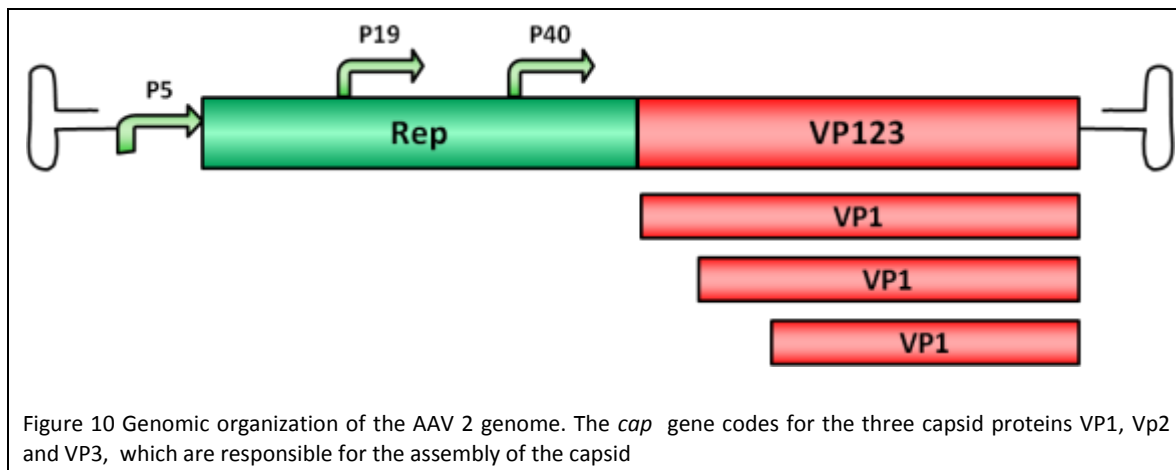 P19
P40
P5
Rep
VP123
VP1
VP1
VP1
Figure 10 Genomic organization of the AAV 2 genome. The cap gene codes for the three capsid proteins VP1, Vp2
and VP3, which are responsible for the assembly of the capsid